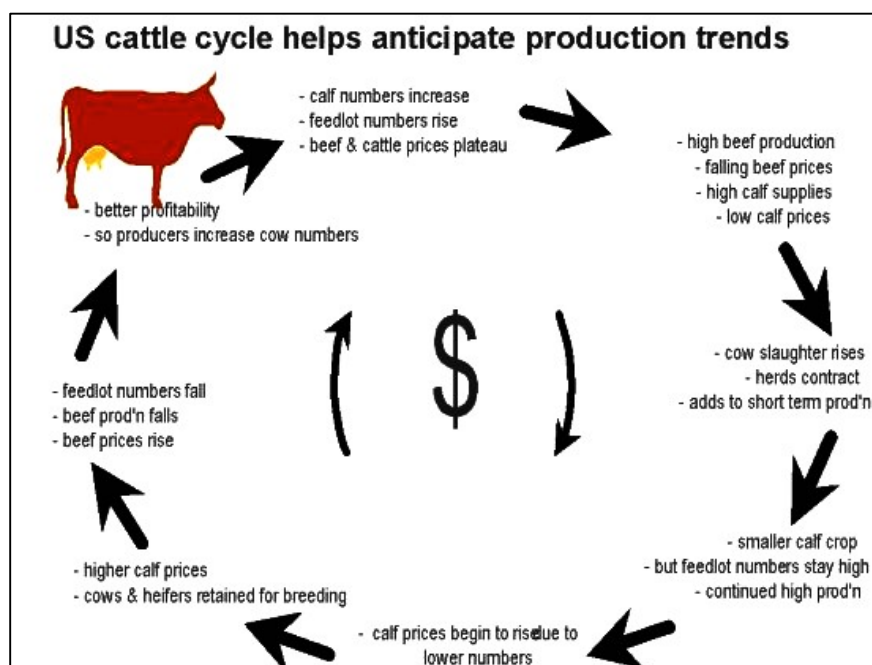 US cattle cycle helps anticipate production trends
- calf numbers increase
- feedlot numbers rise
- beef & cattle prices plateau
- high beef production
- falling beef prices
- high calf supplies
- low calf prices
- cow slaughter rises
- herds contract
- adds to short term prod'n
- smaller calf crop
- but feedlot numbers stay high
- continued high prod'n
- calf prices begin to rise due to
lower numbers
- higher calf prices
- cows & heifers retained for breeding
- feedlot numbers fall
- beef prod'n falls
- beef prices rise
- better profitability
- so producers increase cow numbers
$